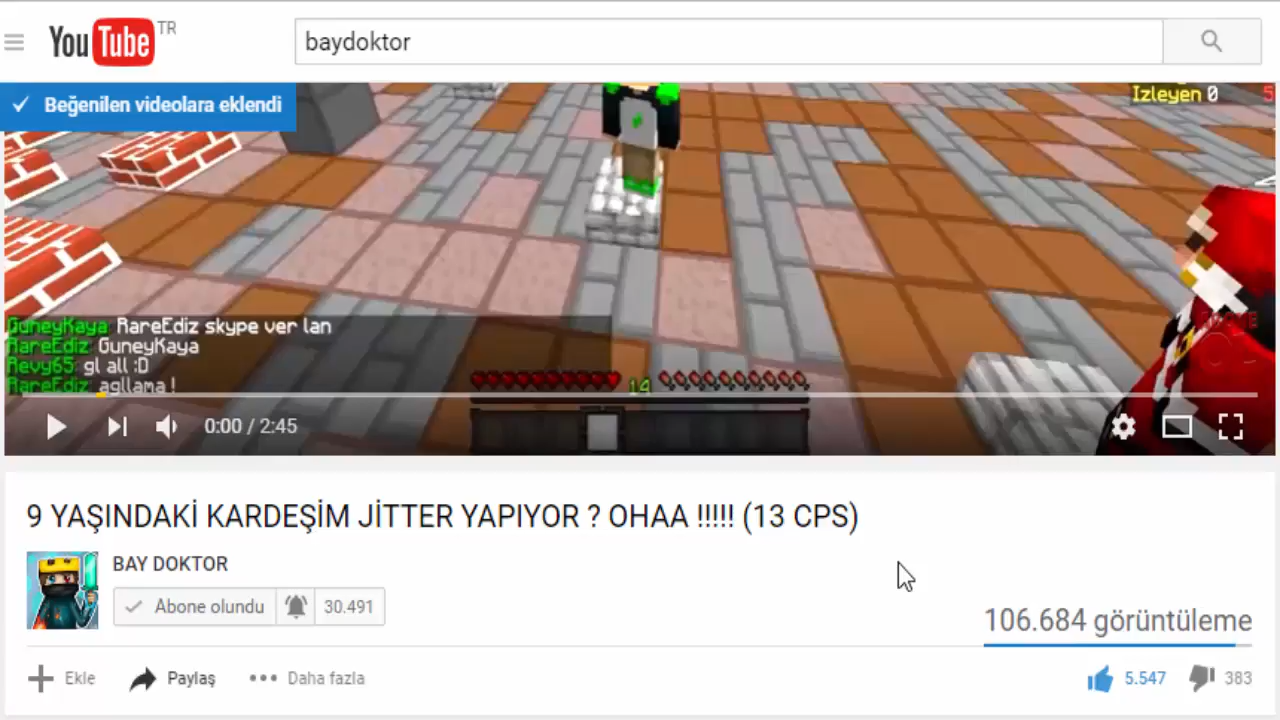 YouTube TR
baydoktor
Beğenilen videolara eklendi
Izleyen 0
5
GuneyKaya: RareEdiz skype ver lan
RareEdiz: GuneyKaya
Revy65: gl all :D
RareEdiz: agllama !
14
0:00 / 2:45
9 YAŞINDAKİ KARDEŞİM JİTTER YAPIYOR ? OHAA !!!!! (13 CPS)
BAY DOKTOR
Abone olundu
30.491
106.684 görüntüleme
Ekle
Paylaş
Daha fazla
5.547
383